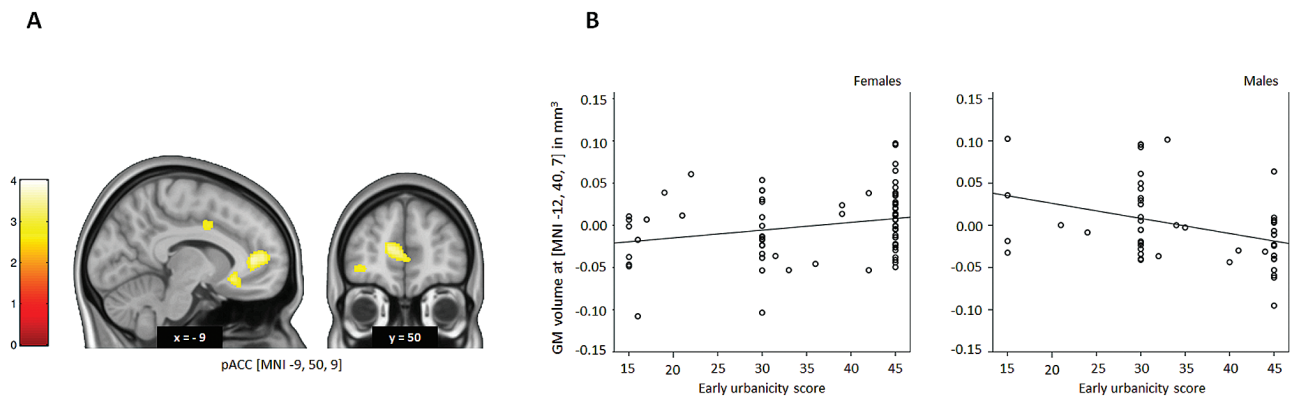 A
4
3
2
1
0
x = - 9
y = 50
pACC [MNI -9, 50, 9]
B
Females
GM volume at [MNI -12, 40, 7] in mm³
0.15
0.10
0.05
0.00
-0.05
-0.10
-0.15
15 20 25 30 35 40 45
Early urbanicity score
Males
0.15
0.10
0.05
0.00
-0.05
-0.10
-0.15
15 20 25 30 35 40 45
Early urbanicity score